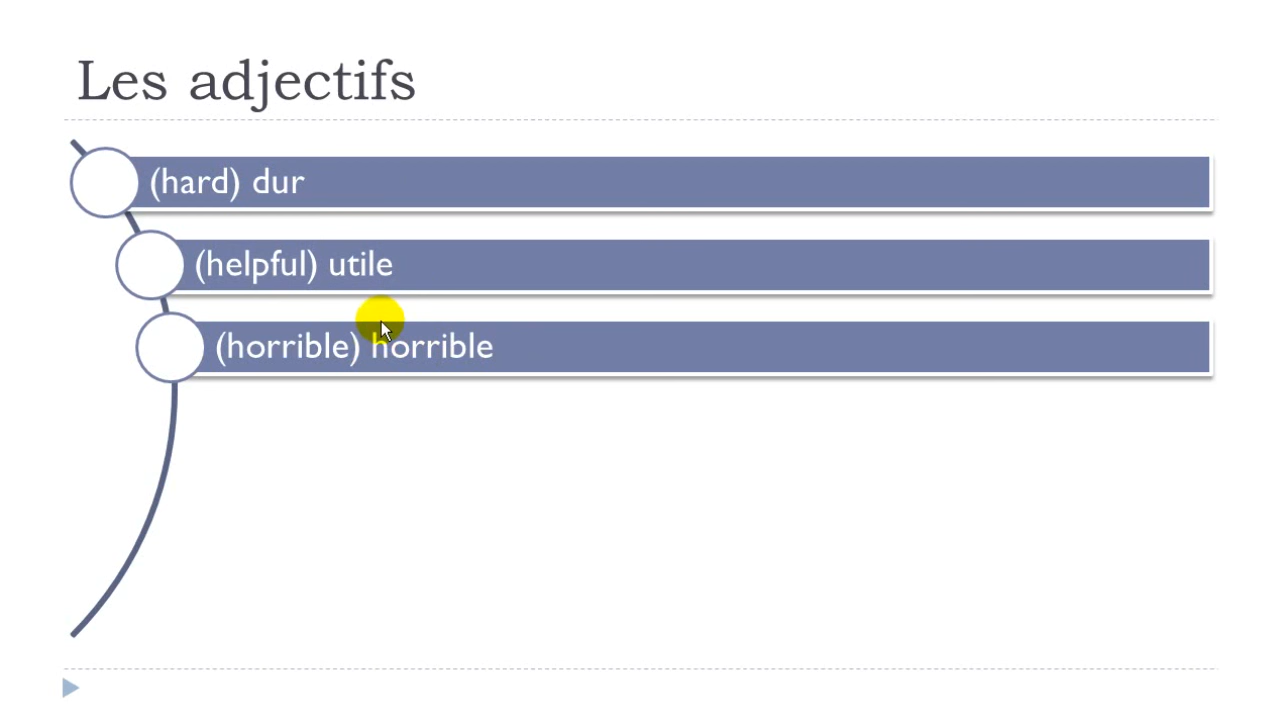 Les adjectifs
(hard) dur
(helpful) utile
(horrible) horrible